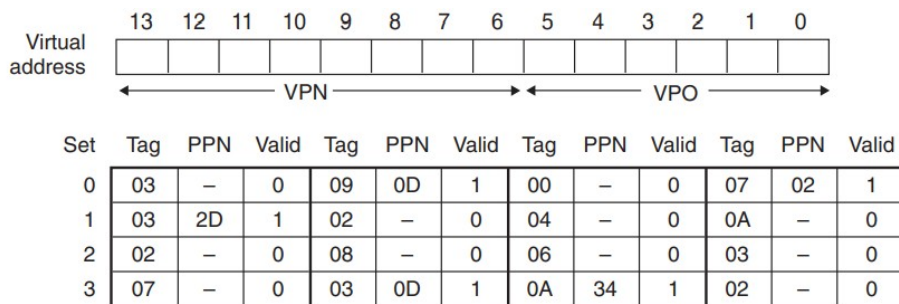 13 12 11 10 9 8 7 6 5 4 3 2 1 0
Virtual
address
VPN VPO
Set Tag PPN Valid Tag PPN Valid Tag PPN Valid Tag PPN Valid
0 03 – 0 09 0D 1 00 – 0 07 02 1
1 03 2D 1 02 – 0 04 – 0 0A – 0
2 02 – 0 08 – 0 06 – 0 03 – 0
3 07 – 0 03 0D 1 0A 34 1 02 – 0